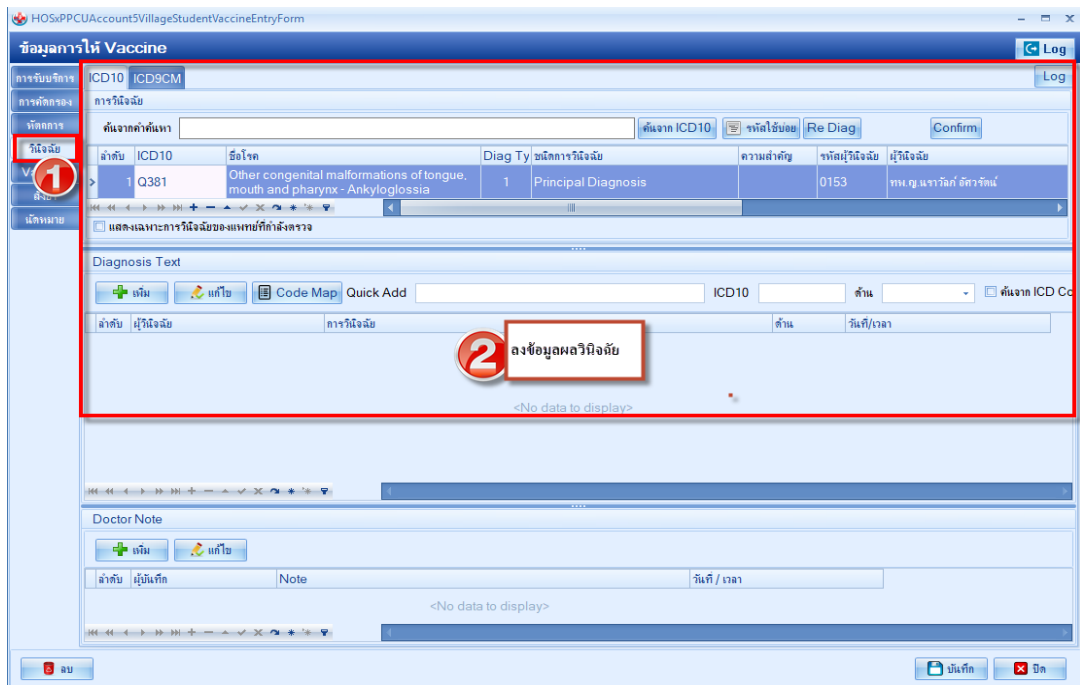 HOSxPPCUAccount5VillageStudentVaccineEntryForm
ข้อมูลการให้ Vaccine
Log
การรับบริการ
การคัดกรอง
หัตถการ
วินิจฉัย
นัดหมาย
1
ICD10 ICD9CM
Log
การวินิจฉัย
ค้นจากคำค้นหา ค้นจาก ICD10 รหัสใช้บ่อย Re Diag Confirm
ลำดับ ICD10 ชื่อโรค Diag Ty ชนิดการวินิจฉัย ความสำคัญ รหัสผู้วินิจฉัย ผู้วินิจฉัย
1 Q381 Other congenital malformations of tongue, mouth and pharynx - Ankyloglossia 1 Principal Diagnosis 0153
แสดงเฉพาะการวินิจฉัยของแพทย์ที่กำลังตรวจ
Diagnosis Text
เพิ่ม แก้ไข Code Map Quick Add ICD10 ด้าน ค้นจาก ICD Co
ลำดับ ผู้วินิจฉัย การวินิจฉัย ด้าน วันที่/เวลา
2 ลงข้อมูลผลวินิจฉัย
<No data to display>
Doctor Note
เพิ่ม แก้ไข
ลำดับ ผู้บันทึก Note วันที่ / เวลา
<No data to display>
ลบ บันทึก ปิด